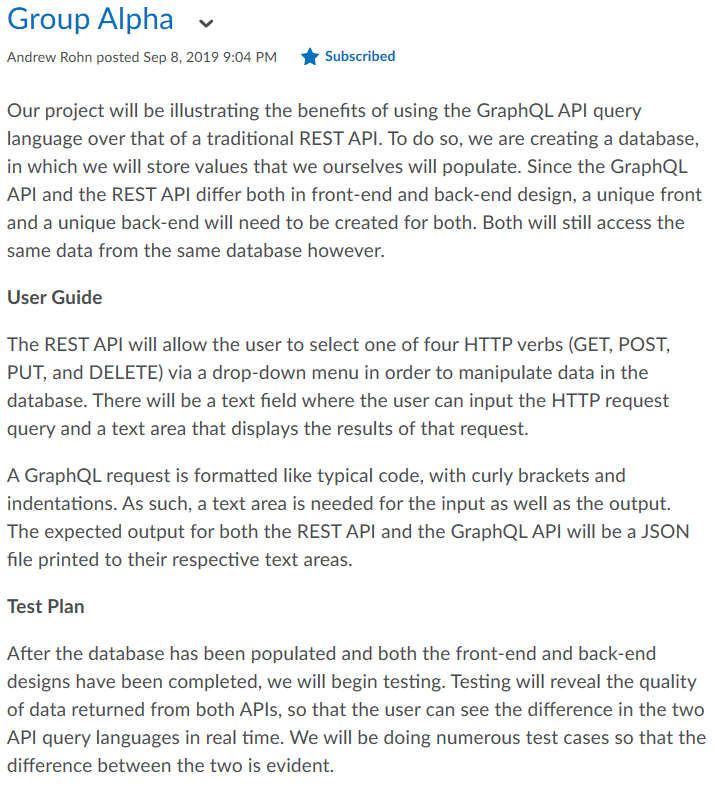 Group Alpha
Andrew Rohn posted Sep 8, 2019 9:04 PM Subscribed
Our project will be illustrating the benefits of using the GraphQL API query
language over that of a traditional REST API. To do so, we are creating a database,
in which we will store values that we ourselves will populate. Since the GraphQL
API and the REST API differ both in front-end and back-end design, a unique front
and a unique back-end will need to be created for both. Both will still access the
same data from the same database however.
User Guide
The REST API will allow the user to select one of four HTTP verbs (GET, POST,
PUT, and DELETE) via a drop-down menu in order to manipulate data in the
database. There will be a text field where the user can input the HTTP request
query and a text area that displays the results of that request.
A GraphQL request is formatted like typical code, with curly brackets and
indentations. As such, a text area is needed for the input as well as the output.
The expected output for both the REST API and the GraphQL API will be a JSON
file printed to their respective text areas.
Test Plan
After the database has been populated and both the front-end and back-end
designs have been completed, we will begin testing. Testing will reveal the quality
of data returned from both APIs, so that the user can see the difference in the two
API query languages in real time. We will be doing numerous test cases so that the
difference between the two is evident.